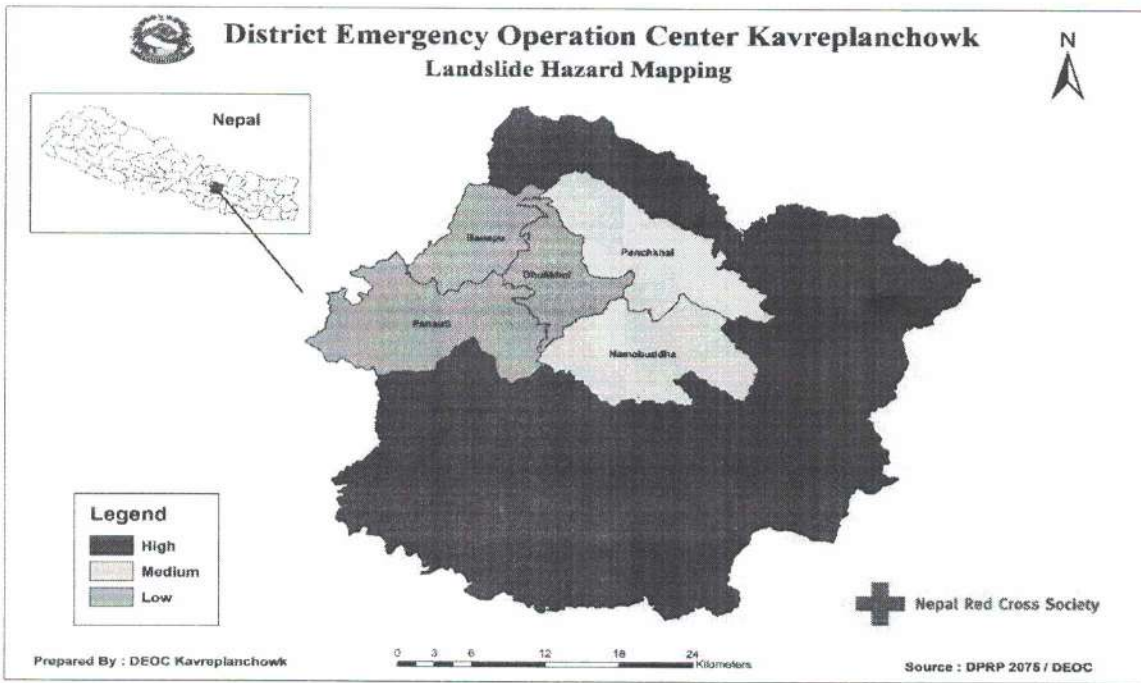 District Emergency Operation Center Kavreplanchowk
Landslide Hazard Mapping
N
Nepal
Banepa
Panchkhal
Dhulikhel
Panauti
Namobuddha
Legend
High
Medium
Low
Nepal Red Cross Society
0 3 6 12 18 24
Kilometers
Prepared By : DEOC Kavreplanchowk
Source : DPRP 2075 / DEOC